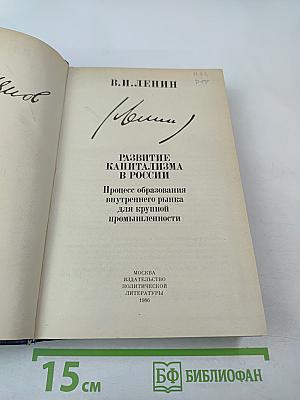 В.И.ЛЕНИН
РАЗВИТИЕ
КАПИТАЛИЗМА
В РОССИИ
Процесс образования
внутреннего рынка
для крупной
промышленности
МОСКВА
ИЗДАТЕЛЬСТВО
ПОЛИТИЧЕСКОЙ
ЛИТЕРАТУРЫ
1986
15 см
БФ БИБЛИОФАН